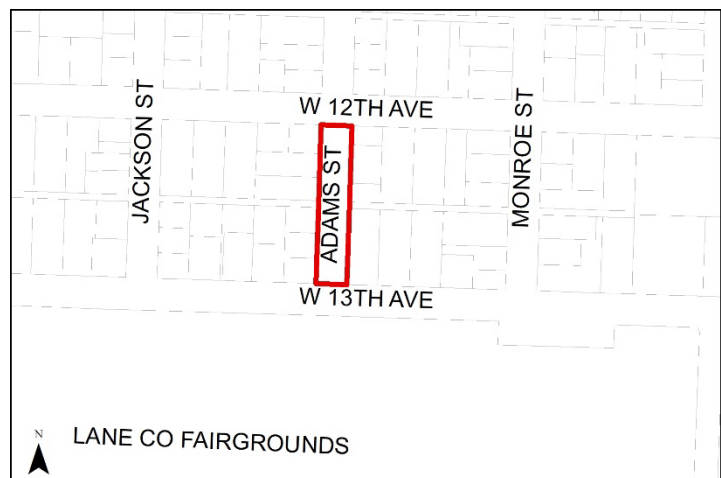 W 12TH AVE
JACKSON ST
ADAMS ST
MONROE ST
W 13TH AVE
N
LANE CO FAIRGROUNDS